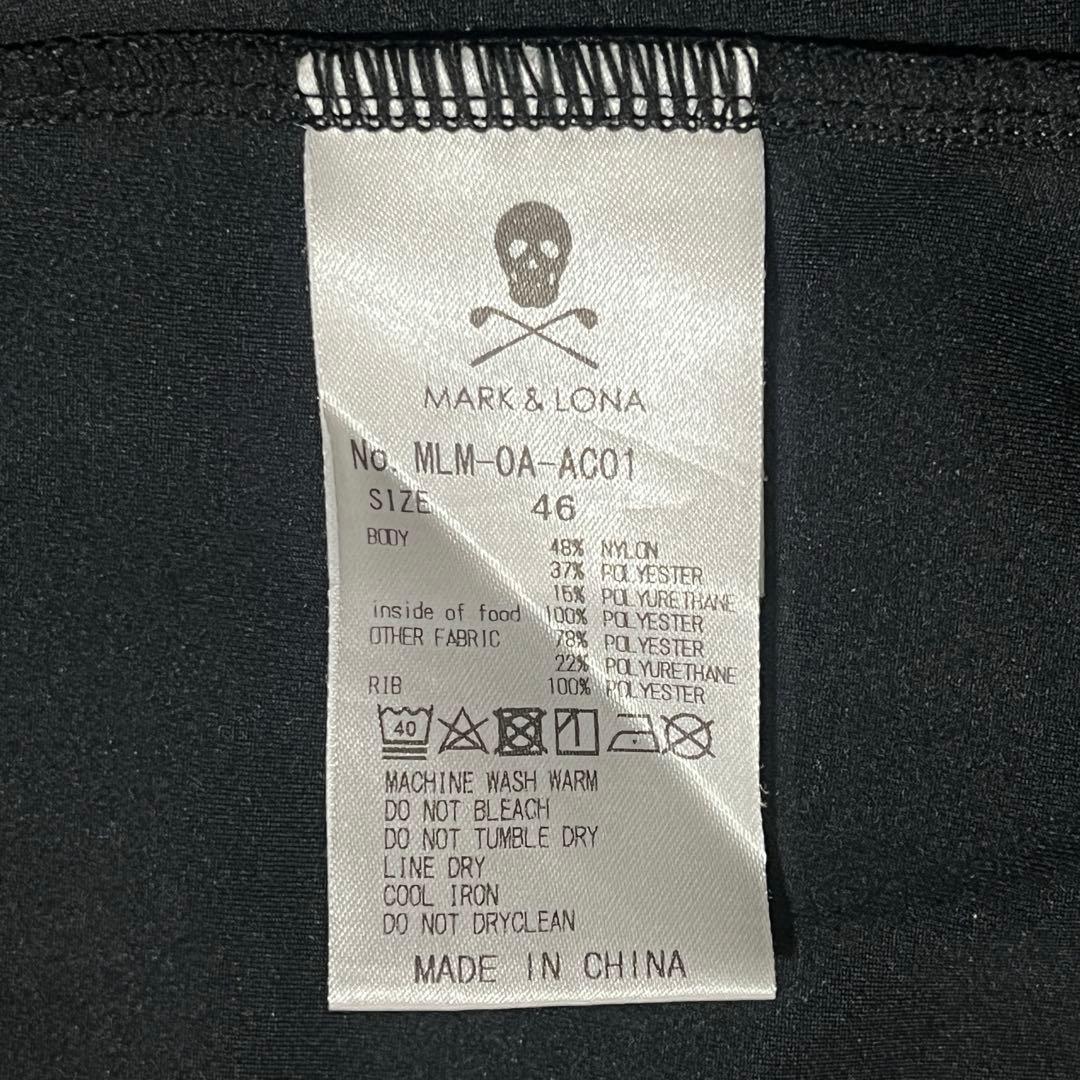 MARK & LONA
No. MLM-0A-AC01
SIZE 46
BODY 48% NYLON
37% POLYESTER
15% POLYURETHANE
inside of food 100% POLYESTER
OTHER FABRIC 78% POLYESTER
22% POLYURETHANE
RIB 100% POLYESTER
40
MACHINE WASH WARM
DO NOT BLEACH
DO NOT TUMBLE DRY
LINE DRY
COOL IRON
DO NOT DRYCLEAN
MADE IN CHINA